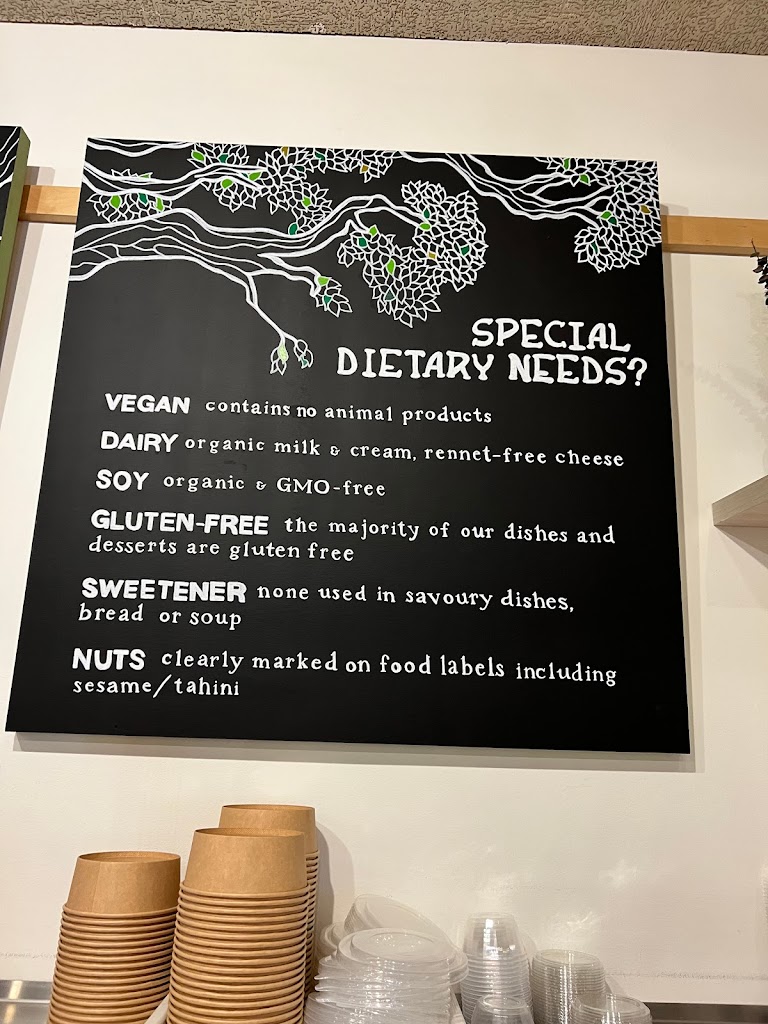 SPECIAL
DIETARY NEEDS?
VEGAN contains no animal products
DAIRY organic milk & cream, rennet-free cheese
SOY organic & GMO-free
GLUTEN-FREE the majority of our dishes and
desserts are gluten free
SWEETENER none used in savoury dishes,
bread or soup
NUTS clearly marked on food labels including
sesame/tahini